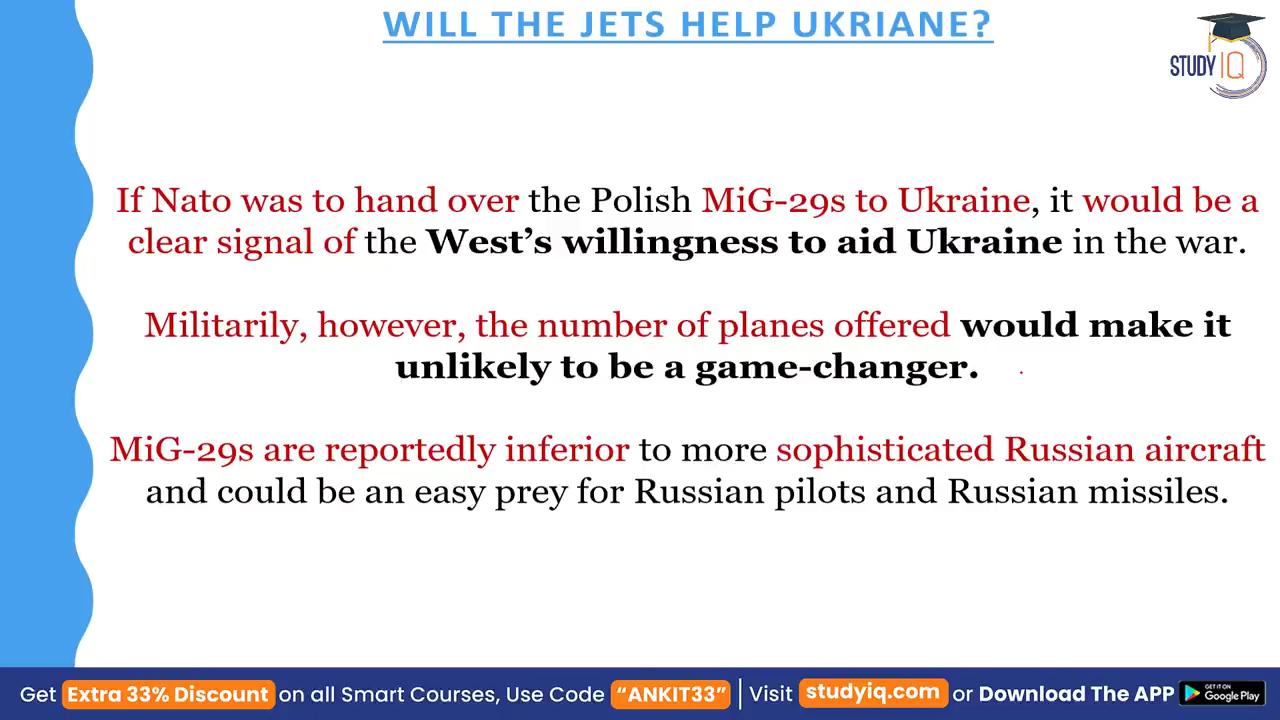 WILL THE JETS HELP UKRIANE?
STUDY IQ
If Nato was to hand over the Polish MiG-29s to Ukraine, it would be a
clear signal of the West’s willingness to aid Ukraine in the war.
Militarily, however, the number of planes offered would make it
unlikely to be a game-changer.
MiG-29s are reportedly inferior to more sophisticated Russian aircraft
and could be an easy prey for Russian pilots and Russian missiles.
Get Extra 33% Discount on all Smart Courses, Use Code “ANKIT33” Visit studyiq.com or Download The APP GET IT ON Google Play